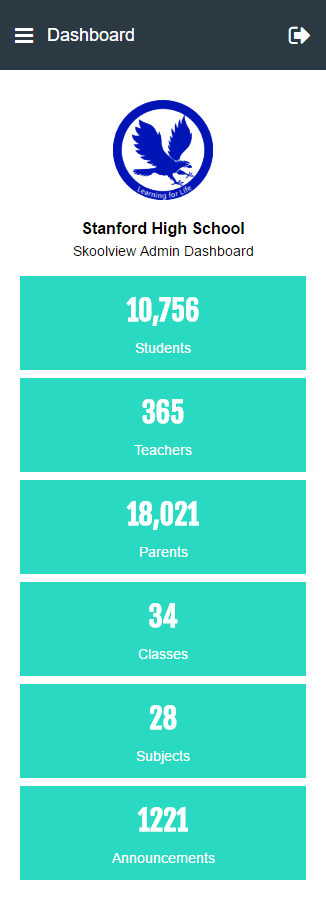 Dashboard
Learning for Life
Stanford High School
Skoolview Admin Dashboard
10,756
Students
365
Teachers
18,021
Parents
34
Classes
28
Subjects
1221
Announcements